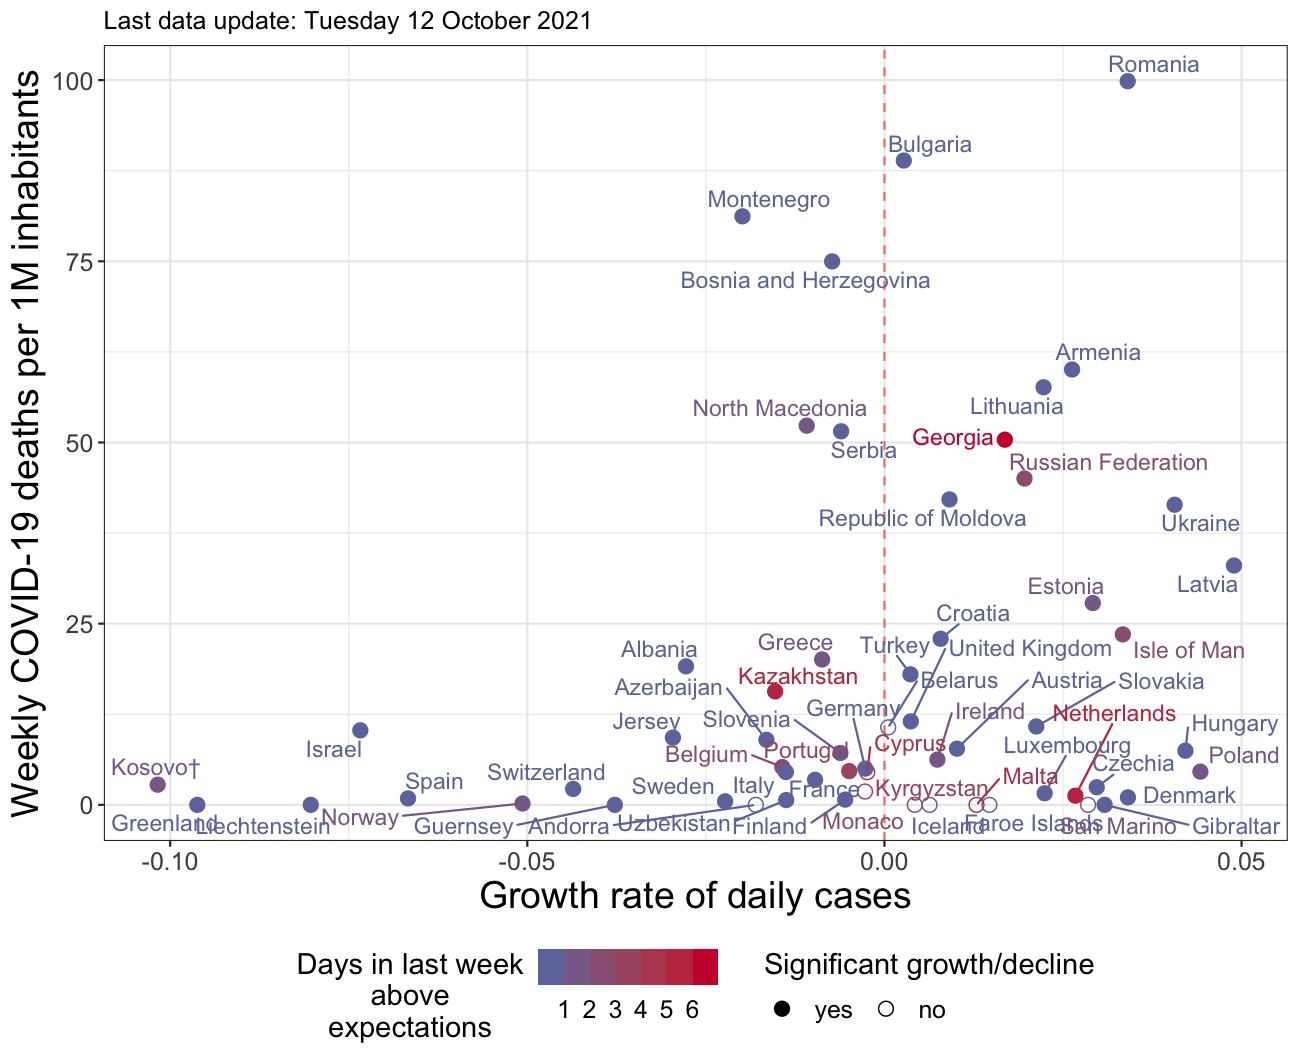 Last data update: Tuesday 12 October 2021
Weekly COVID-19 deaths per 1M inhabitants
100
75
50
25
0
Romania
Bulgaria
Montenegro
Bosnia and Herzegovina
Armenia
Lithuania
North Macedonia
Georgia
Serbia
Russian Federation
Republic of Moldova
Ukraine
Latvia
Estonia
Croatia
Albania
Greece
Turkey
United Kingdom
Isle of Man
Kazakhstan
Azerbaijan
Belarus
Austria
Slovakia
Jersey
Slovenia
Germany
Ireland
Netherlands
Israel
Belgium
Portugal
Cyprus
Luxembourg
Hungary
Kosovo†
Poland
Spain
Switzerland
Sweden
Italy
France
Kyrgyzstan
Malta
Czechia
Denmark
Greenland
Liechtenstein
Norway
Guernsey
Andorra
Uzbekistan
Finland
Monaco
Iceland
Faroe Islands
San Marino
Gibraltar
-0.10
-0.05
0.00
0.05
Growth rate of daily cases
Days in last week
above
expectations
1 2 3 4 5 6
Significant growth/decline
yes
no